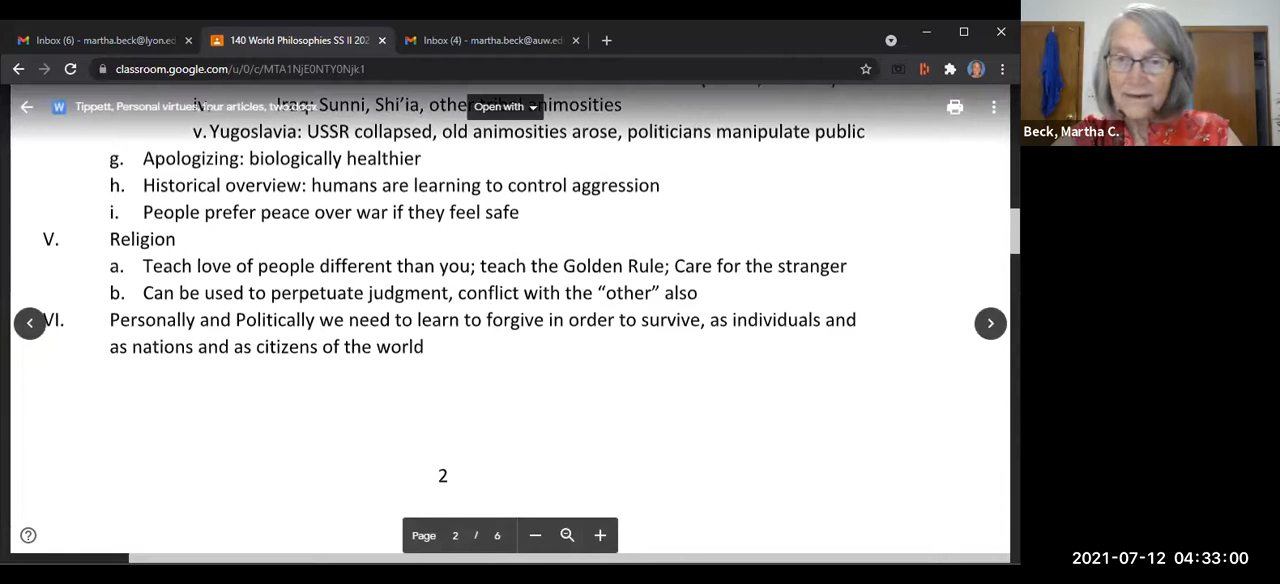 Inbox (6) - martha.beck@lyon.ed
140 World Philosophies SS II 202
Inbox (4) - martha.beck@auw.ed
classroom.google.com/u/0/c/MTA1NjE0NTY0Njk1
Tippett, Personal virtues,
articles, two.docx
Open with
Iraq: Sunni, Shi'ia, other tribal animosities
v. Yugoslavia: USSR collapsed, old animosities arose, politicians manipulate public
g. Apologizing: biologically healthier
h. Historical overview: humans are learning to control aggression
i. People prefer peace over war if they feel safe
V. Religion
a. Teach love of people different than you; teach the Golden Rule; Care for the stranger
b. Can be used to perpetuate judgment, conflict with the “other” also
VI. Personally and Politically we need to learn to forgive in order to survive, as individuals and
as nations and as citizens of the world
2
Page 2 / 6
Beck, Martha C.
2021-07-12 04:33:00